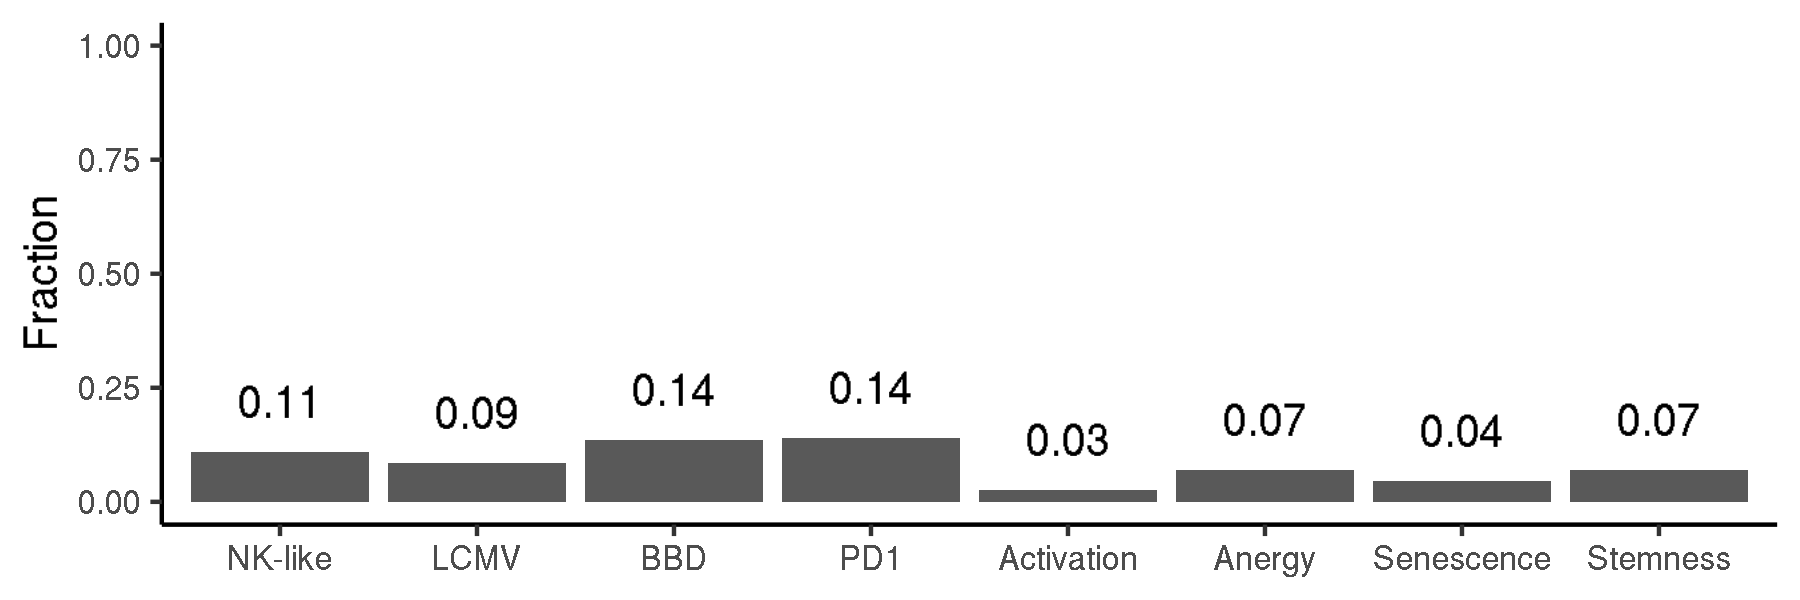 1.00
0.75
0.50
0.25
0.00
Fraction
0.11
0.09
0.14
0.14
0.03
0.07
0.04
0.07
NK-like
LCMV
BBD
PD1
Activation
Anergy
Senescence
Stemness